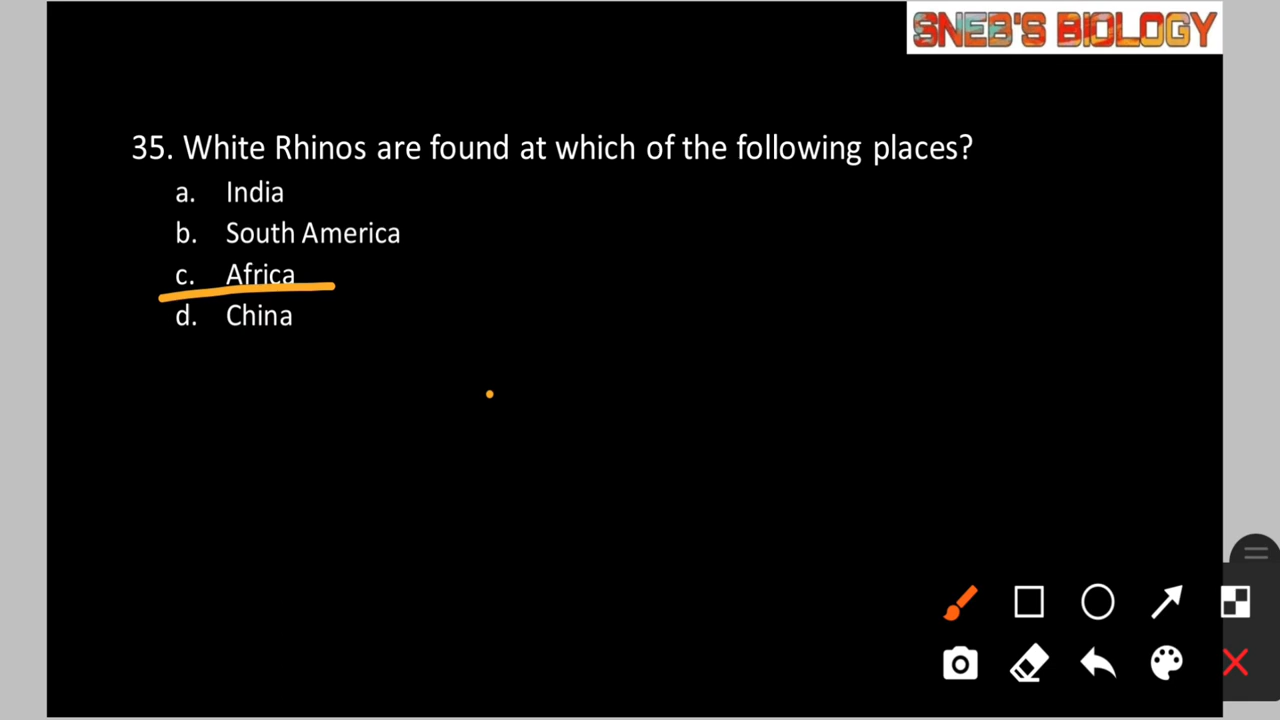 SNEB'S BIOLOGY
35. White Rhinos are found at which of the following places?
a. India
b. South America
c. Africa
d. China